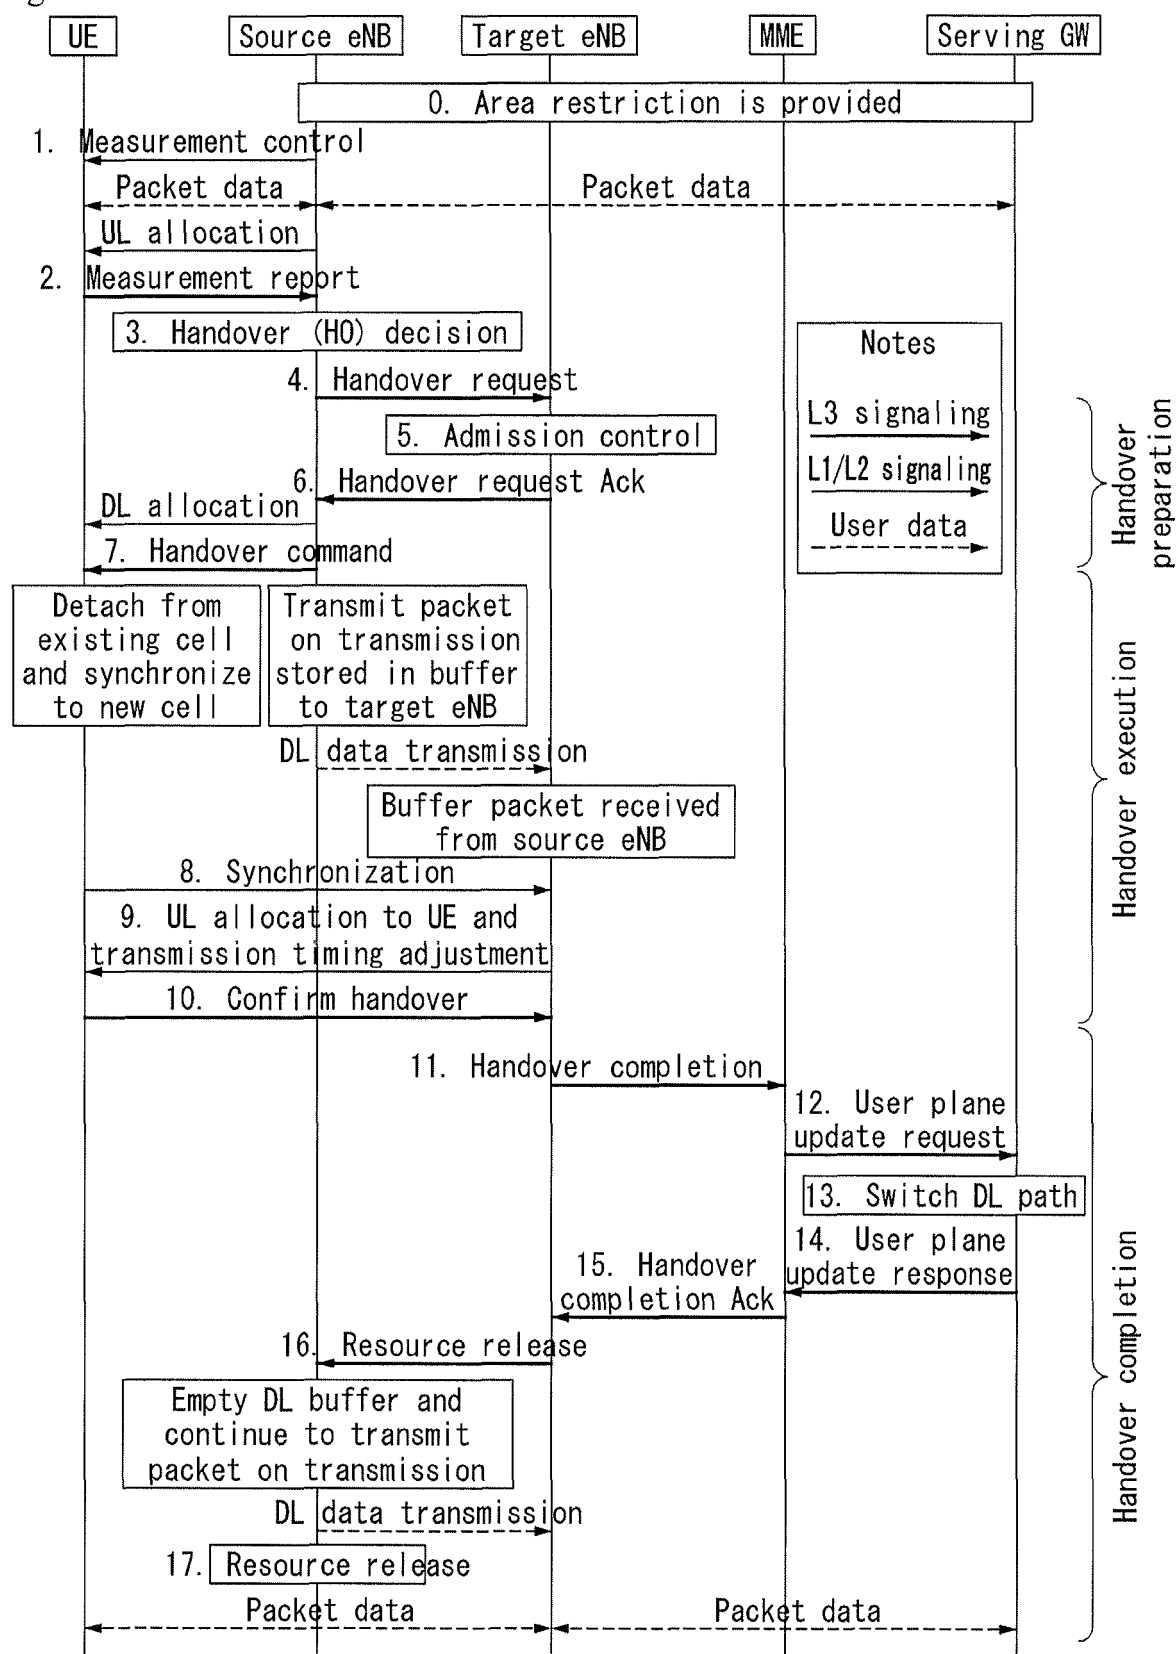 UE
Source eNB
Target eNB
MME
Serving GW
0. Area restriction is provided
1. Measurement control
Packet data
Packet data
UL allocation
2. Measurement report
3. Handover (HO) decision
4. Handover request
5. Admission control
6. Handover request Ack
DL allocation
7. Handover command
Notes
L3 signaling
L1/L2 signaling
User data
Handover
preparation
Detach from
existing cell
and synchronize
to new cell
Transmit packet
on transmission
stored in buffer
to target eNB
DL data transmission
Buffer packet received
from source eNB
8. Synchronization
9. UL allocation to UE and
transmission timing adjustment
10. Confirm handover
Handover execution
11. Handover completion
12. User plane
update request
13. Switch DL path
14. User plane
update response
15. Handover
completion Ack
16. Resource release
Empty DL buffer and
continue to transmit
packet on transmission
DL data transmission
17. Resource release
Packet data
Packet data
Handover completion